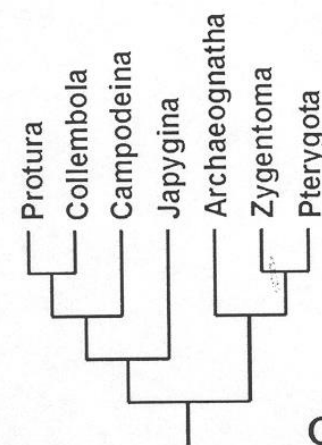 Protura
Collembola
Campodeina
Japygina
Archaeognatha
Zygentoma
Pterygota